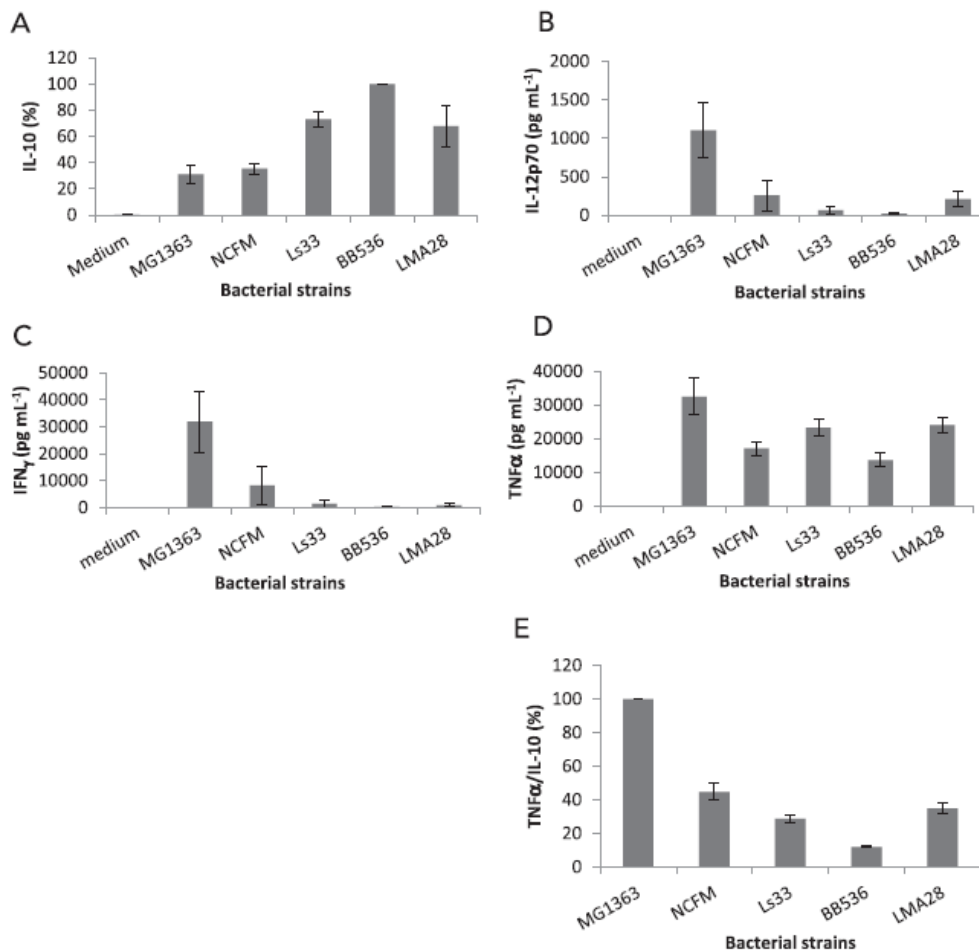 A
IL-10 (%)
120
100
80
60
40
20
0
Medium
MG1363
NCFM
Ls33
BB536
LMA28
Bacterial strains
B
IL-12p70 (pg mL⁻¹)
2000
1500
1000
500
0
medium
MG1363
NCFM
Ls33
BB536
LMA28
Bacterial strains
C
IFNγ (pg mL⁻¹)
50000
40000
30000
20000
10000
0
medium
MG1363
NCFM
Ls33
BB536
LMA28
Bacterial strains
D
TNFα (pg mL⁻¹)
40000
30000
20000
10000
0
medium
MG1363
NCFM
Ls33
BB536
LMA28
Bacterial strains
E
TNFα/IL-10 (%)
120
100
80
60
40
20
0
MG1363
NCFM
Ls33
BB536
LMA28
Bacterial strains